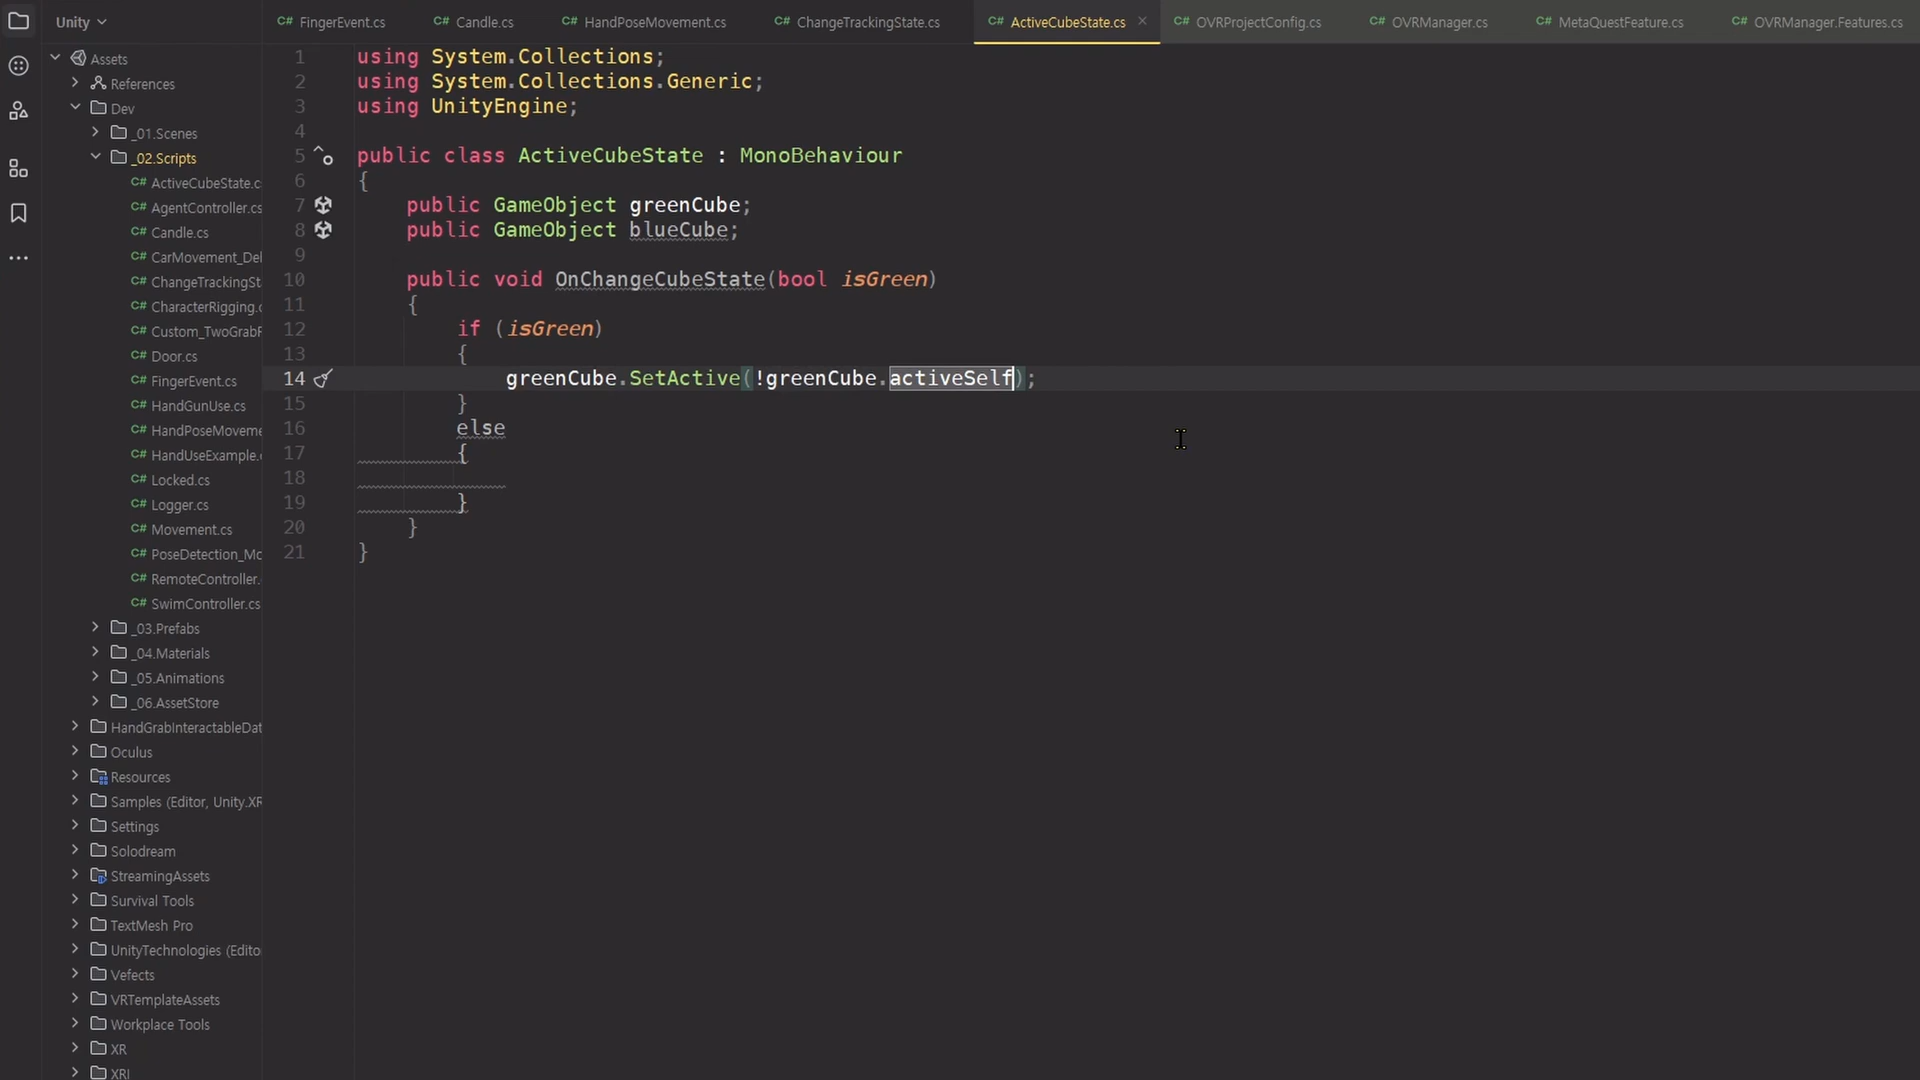 Unity
FingerEvent.cs
Candle.cs
HandPoseMovement.cs
ChangeTrackingState.cs
ActiveCubeState.cs
OVRProjectConfig.cs
OVRManager.cs
MetaQuestFeature.cs
OVRManager.Features.cs
Assets
References
Dev
_01.Scenes
_02.Scripts
C# ActiveCubeState.c
C# AgentController.cs
C# Candle.cs
C# CarMovement_Del
C# ChangeTrackingSt
C# CharacterRigging.
C# Custom_TwoGrabF
C# Door.cs
C# FingerEvent.cs
C# HandGunUse.cs
C# HandPoseMoveme
C# HandUseExample.
C# Locked.cs
C# Logger.cs
C# Movement.cs
C# PoseDetection_Mo
C# RemoteController.
C# SwimController.cs
_03.Prefabs
_04.Materials
_05.Animations
_06.AssetStore
HandGrabInteractableDat
Oculus
Resources
Samples (Editor, Unity.XR
Settings
Solodream
StreamingAssets
Survival Tools
TextMesh Pro
UnityTechnologies (Edito
Vefects
VRTemplateAssets
Workplace Tools
XR
XRI
1 using System.Collections;
2 using System.Collections.Generic;
3 using UnityEngine;
4
5 public class ActiveCubeState : MonoBehaviour
6 {
7 public GameObject greenCube;
8 public GameObject blueCube;
9
10 public void OnChangeCubeState(bool isGreen)
11 {
12 if (isGreen)
13 {
14 greenCube.SetActive(!greenCube.activeSelf);
15 }
16 else
17 {
18
19 }
20 }
21 }